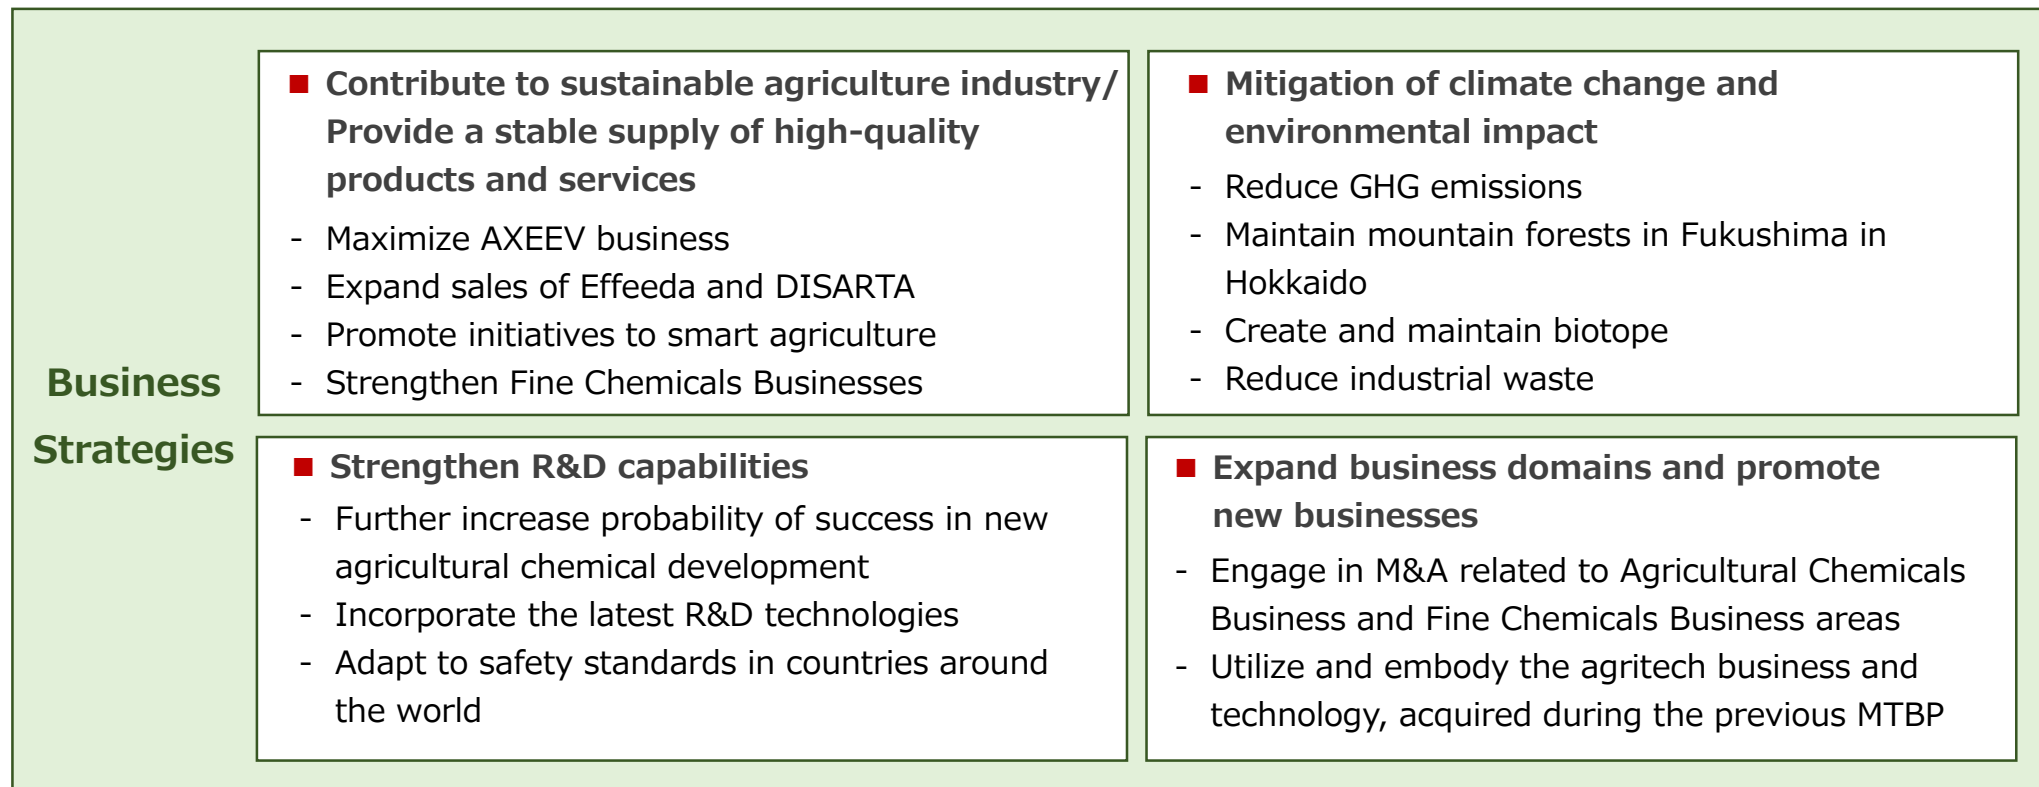 Business
Strategies
■ Contribute to sustainable agriculture industry/
Provide a stable supply of high-quality
products and services
- Maximize AXEEV business
- Expand sales of Effeeda and DISARTA
- Promote initiatives to smart agriculture
- Strengthen Fine Chemicals Businesses
■ Mitigation of climate change and
environmental impact
- Reduce GHG emissions
- Maintain mountain forests in Fukushima in
Hokkaido
- Create and maintain biotope
- Reduce industrial waste
■ Strengthen R&D capabilities
- Further increase probability of success in new
agricultural chemical development
- Incorporate the latest R&D technologies
- Adapt to safety standards in countries around
the world
■ Expand business domains and promote
new businesses
- Engage in M&A related to Agricultural Chemicals
Business and Fine Chemicals Business areas
- Utilize and embody the agritech business and
technology, acquired during the previous MTBP